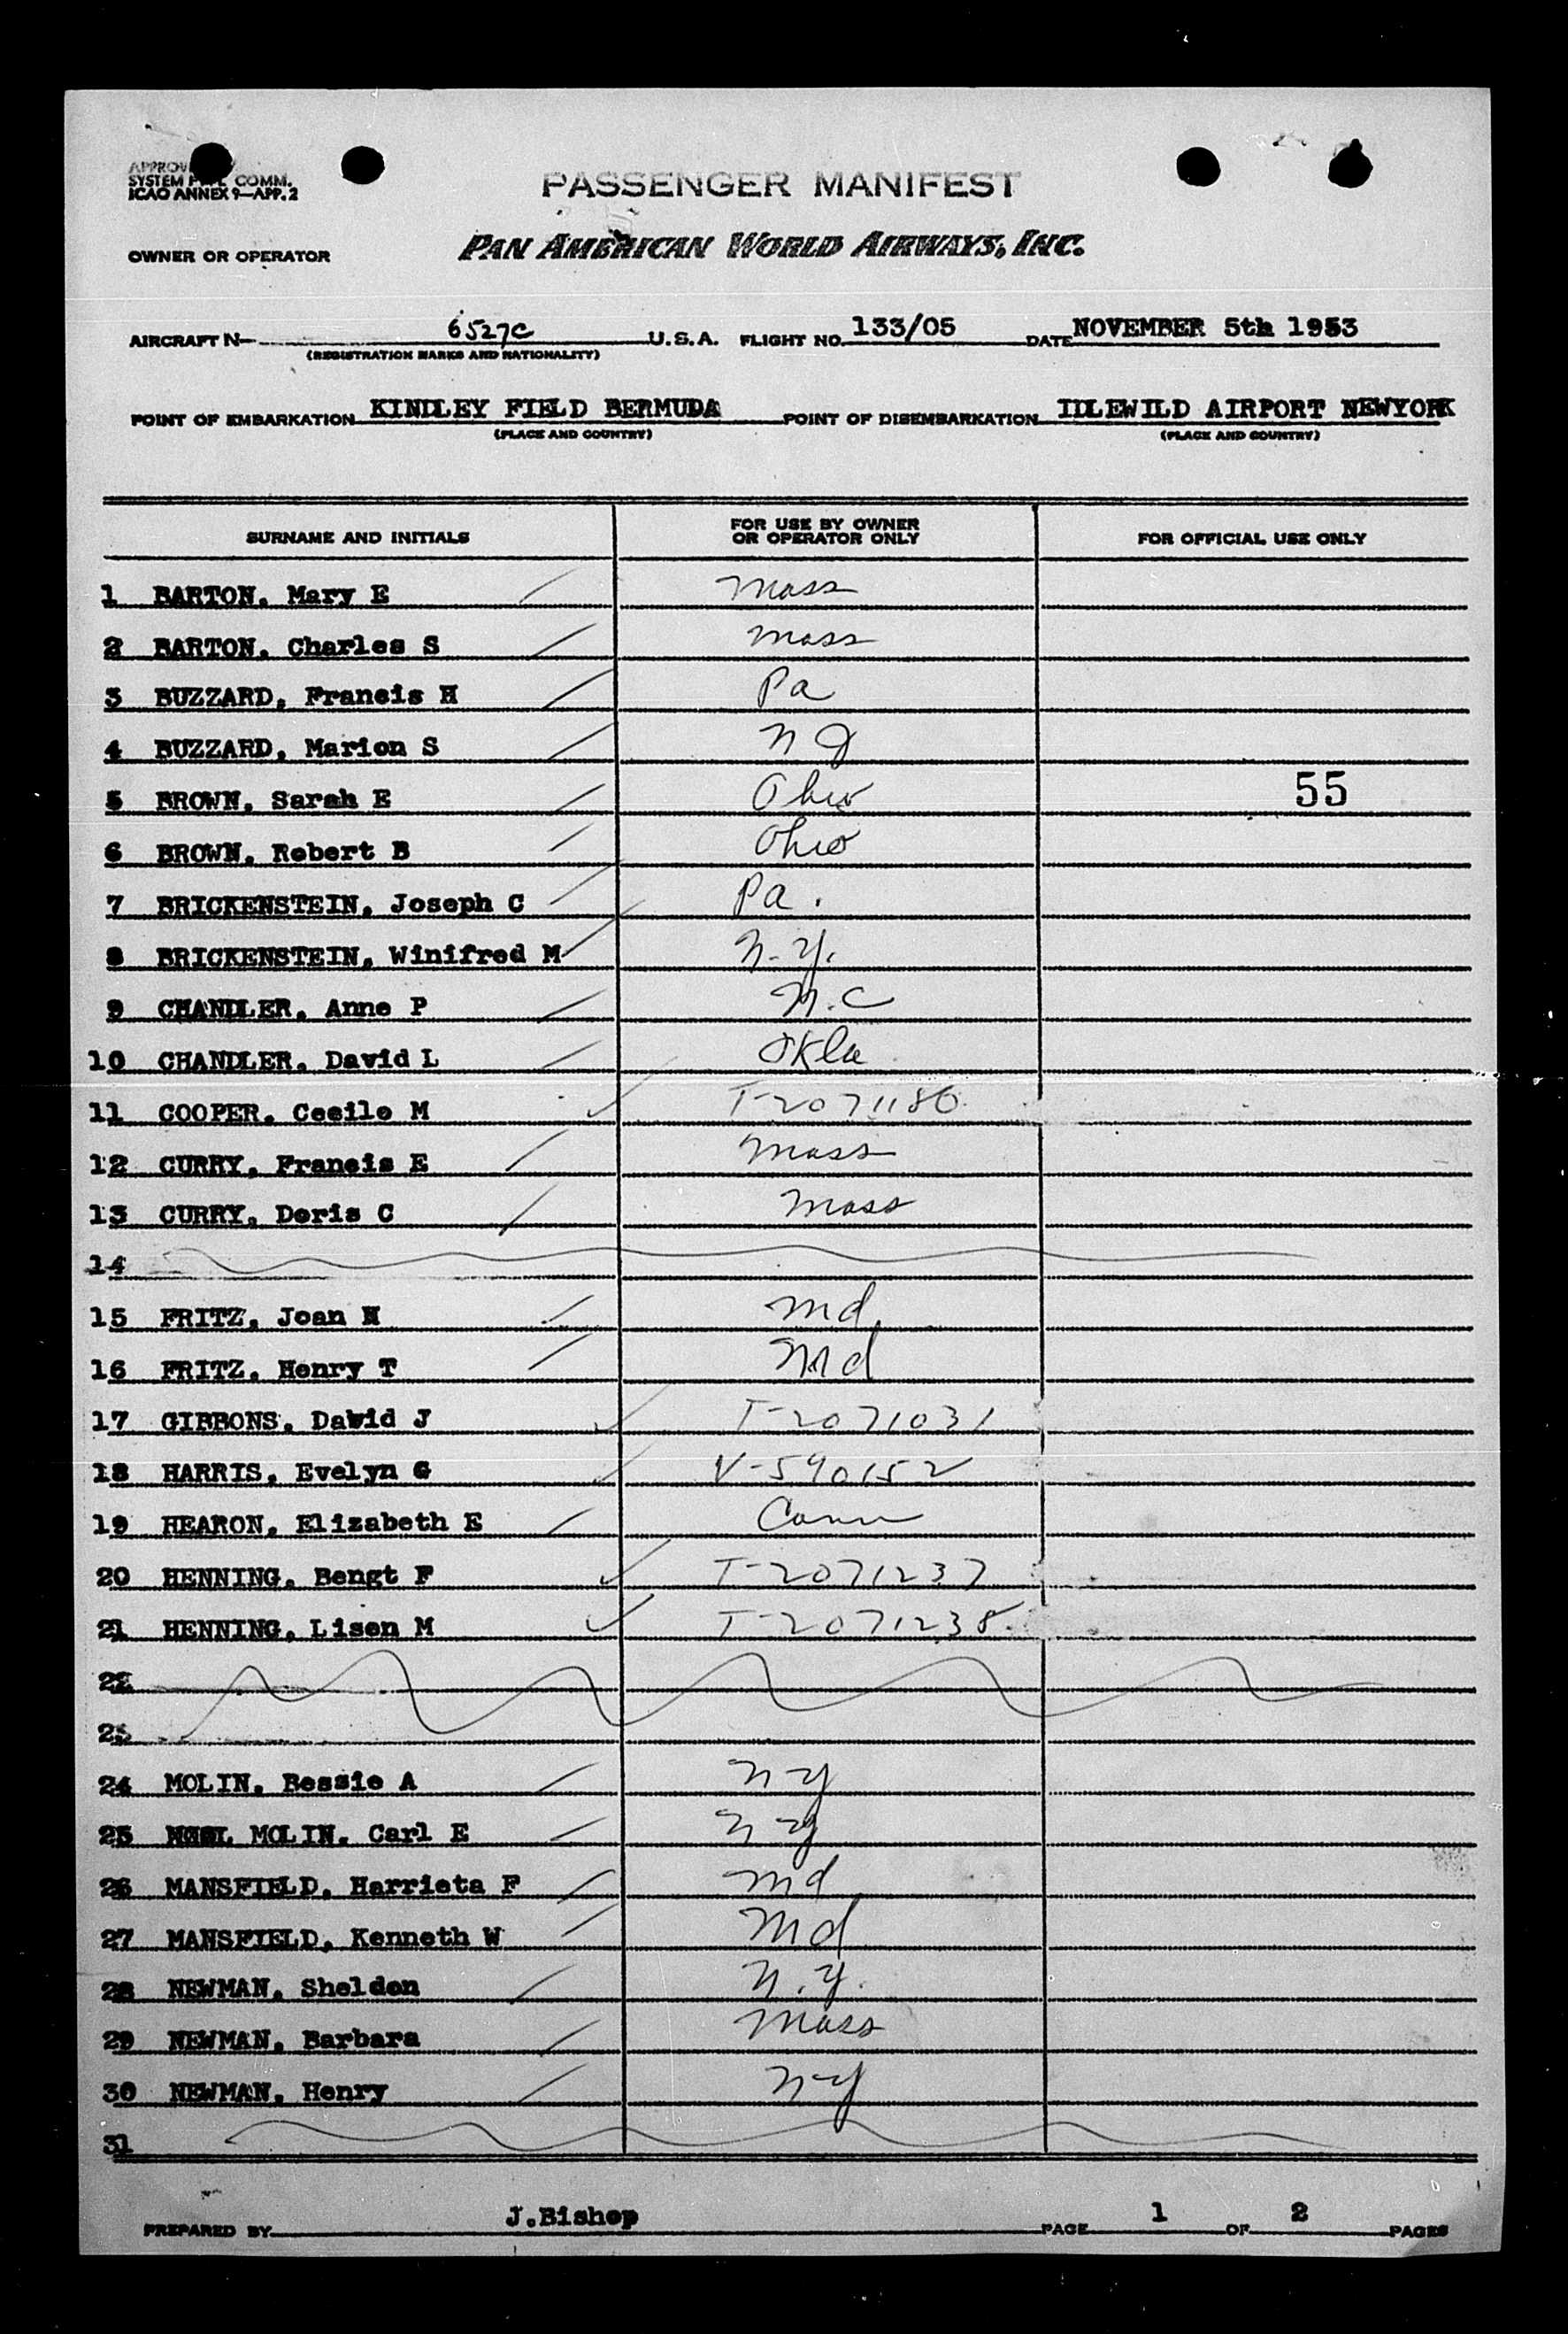 SYSTEM COMM.
ICAO ANNEX 9—APP. 2
PASSENGER MANIFEST
OWNER OR OPERATOR PAN AMERICAN WORLD AIRWAYS, INC.
AIRCRAFT N- 6527C U.S.A. FLIGHT NO. 133/05 DATE NOVEMBER 5th 1953
(REGISTRATION MARKS AND NATIONALITY)
POINT OF EMBARKATION KINDLEY FIELD BERMUDA POINT OF DISEMBARKATION IDLEWILD AIRPORT NEWYORK
(PLACE AND COUNTRY) (PLACE AND COUNTRY)
SURNAME AND INITIALS FOR USE BY OWNER OR OPERATOR ONLY FOR OFFICIAL USE ONLY
1 BARTON, Mary E Mass
2 BARTON, Charles S Mass
3 BUZZARD, Francis H Pa
4 BUZZARD, Marion S N J
5 BROWN, Sarah E Ohio 55
6 BROWN, Robert B Ohio
7 BRICKENSTEIN, Joseph C Pa.
8 BRICKENSTEIN, Winifred M N.Y.
9 CHANDLER, Anne P N.C
10 CHANDLER, David L Okla
11 COOPER, Cecile M T-2071180
12 CURRY, Francis E Mass
13 CURRY, Doris C Mass
14
15 FRITZ, Joan N Md.
16 FRITZ, Henry T Md
17 GIBBONS, David J T-2071031
18 HARRIS, Evelyn G V-590152
19 HEARON, Elizabeth E Conn
20 HENNING, Bengt F T-2071237
21 HENNING, Lisen M T-2071238
22
23
24 MOLIN, Bessie A N Y
25 MOLIN, Carl E N Y
26 MANSFIELD, Harrieta F Md
27 MANSFIELD, Kenneth W Md
28 NEWMAN, Sheldon N.Y.
29 NEWMAN, Barbara Mass
30 NEWMAN, Henry N Y
31
PREPARED BY J.Bishop PAGE 1 OF 2 PAGES